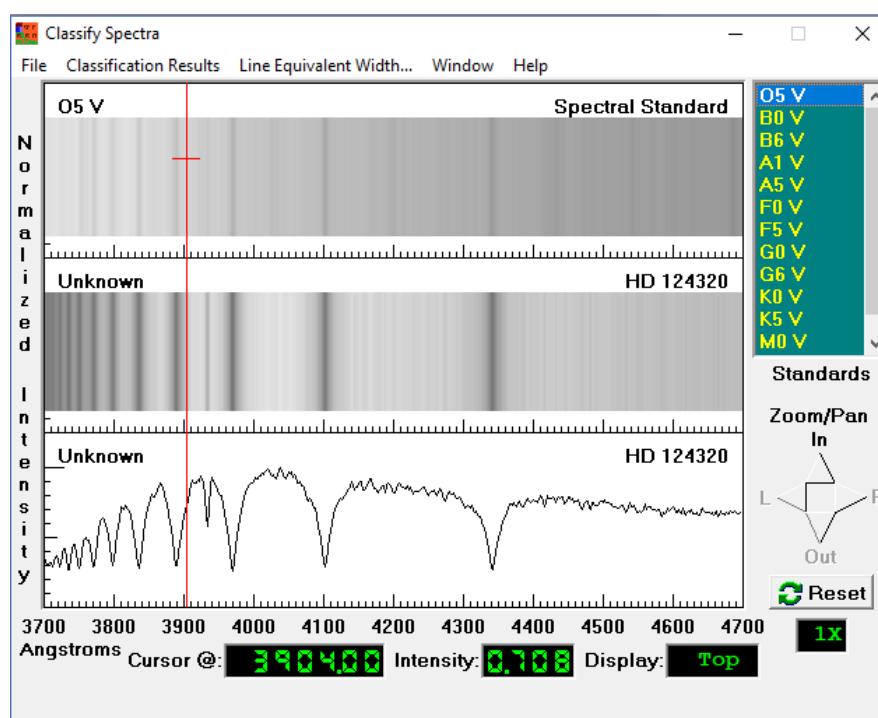 Classify Spectra
File Classification Results Line Equivalent Width... Window Help
Normalized Intensity
O5 V Spectral Standard
Unknown HD 124320
Unknown HD 124320
3700 3800 3900 4000 4100 4200 4300 4400 4500 4600 4700
Angstroms
Cursor @: 3904.00 Intensity: 0.708 Display: Top
O5 V
B0 V
B6 V
A1 V
A5 V
F0 V
F5 V
G0 V
G6 V
K0 V
K5 V
M0 V
Standards
Zoom/Pan
In
L R
Out
Reset
1X